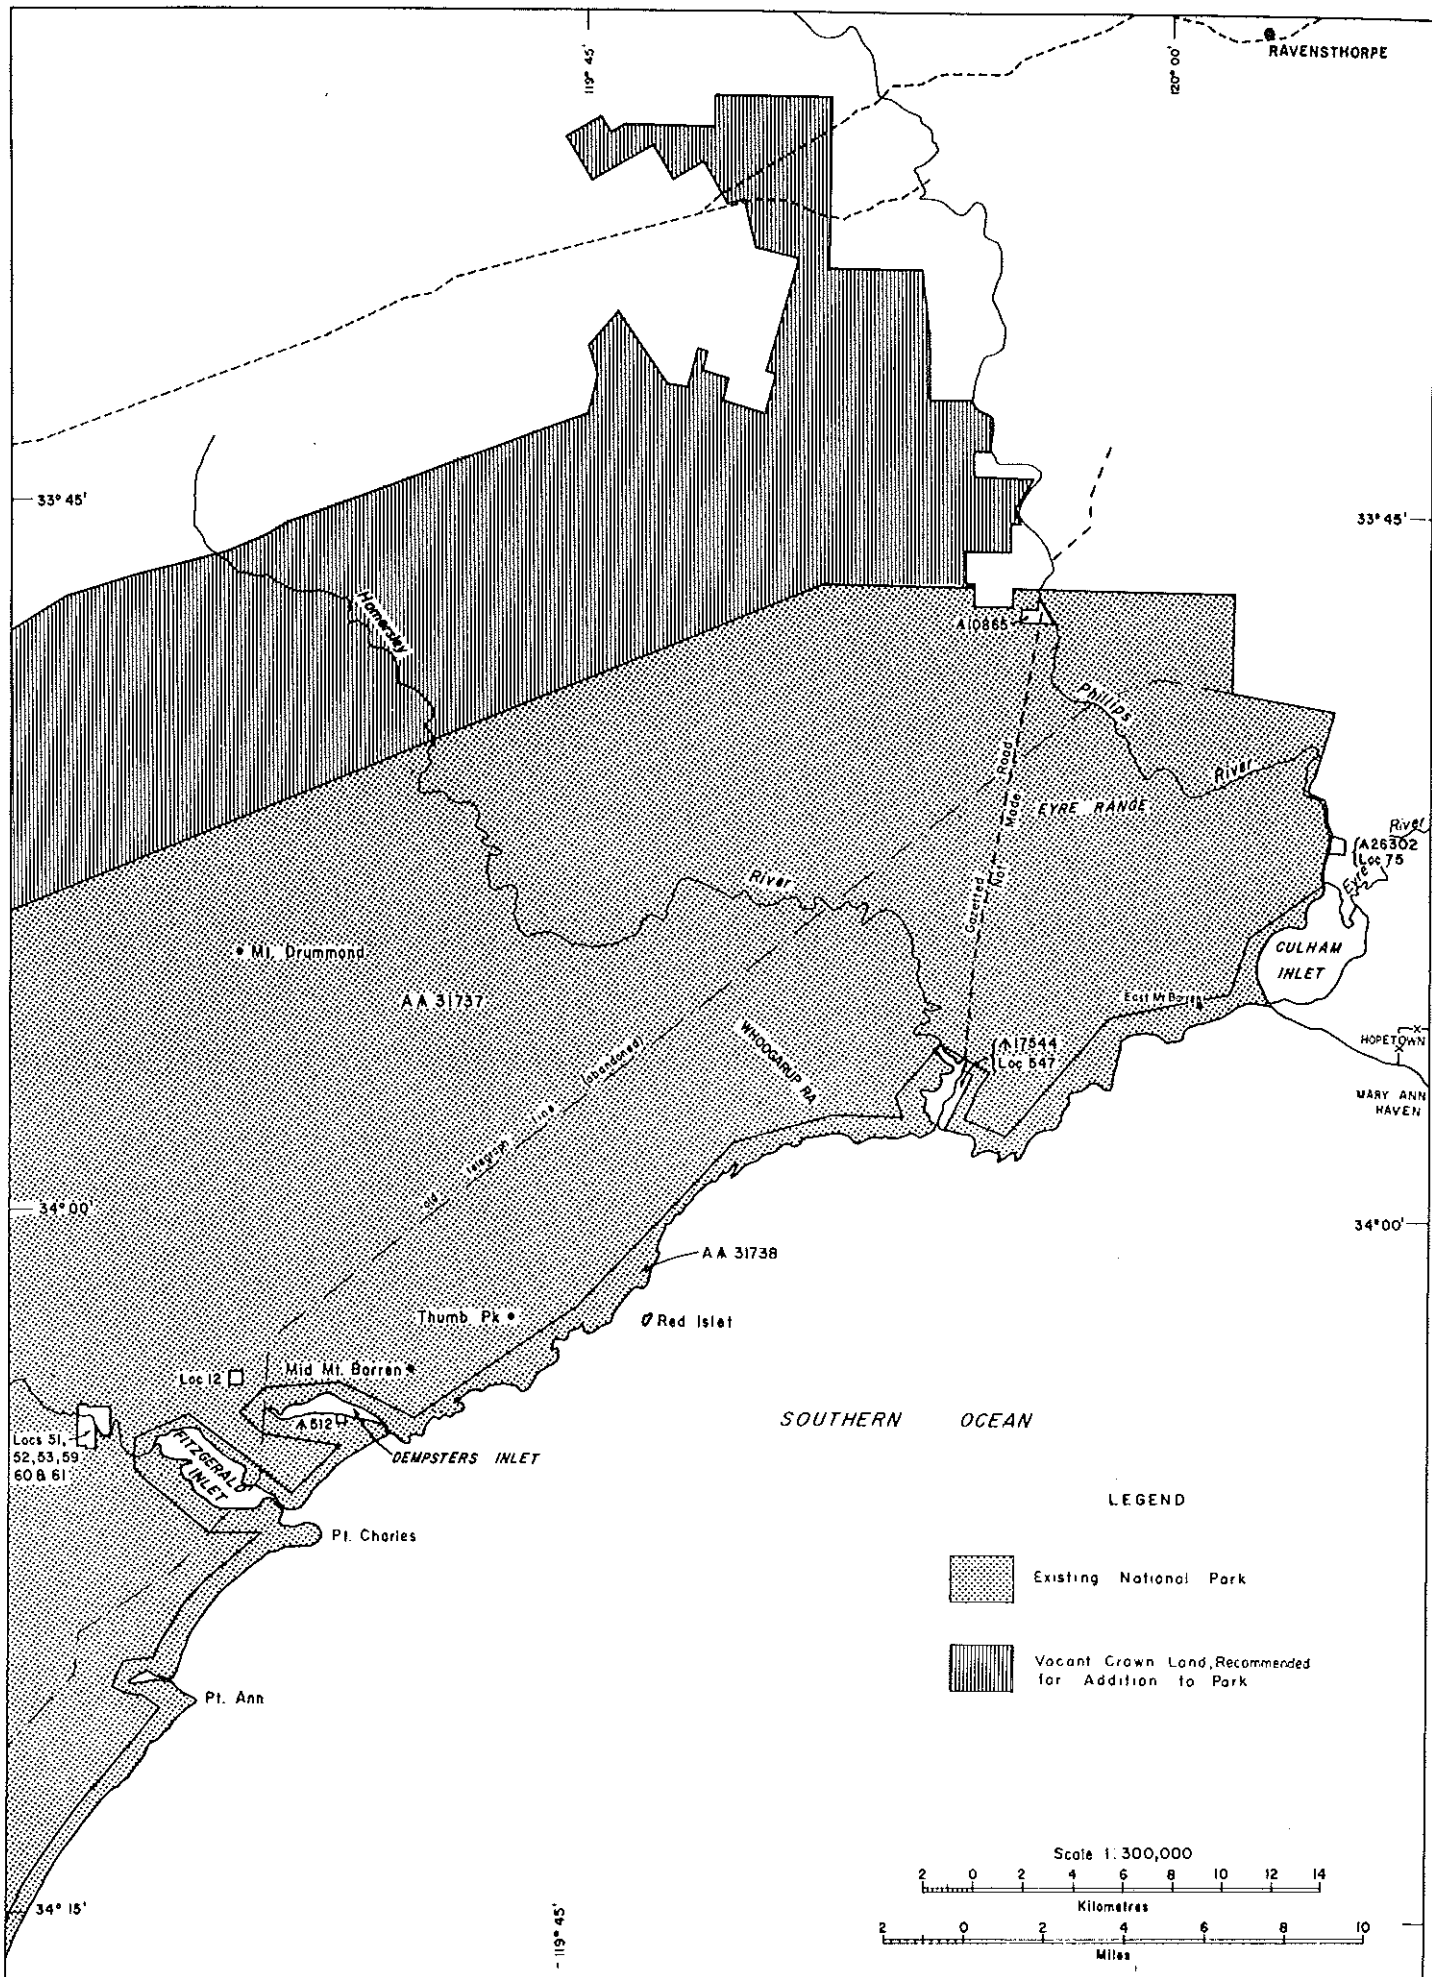 119° 45'
120° 00'
RAVENSTHORPE
33° 45'
33° 45'
Hamersley
A10865
Phillips
River
Gazetted Road
Not Made
EYRE RANGE
River
A26302
Loc 75
Eyre
River
Mt. Drummond
CULHAM
INLET
AA 31737
East Mt Barren
WHOOGARUP RA.
A17544
Loc 547
HOPETOWN
MARY ANN
HAVEN
old telegraph line (abandoned)
34° 00'
34° 00'
AA 31738
Thumb Pk
Red Islet
Mid Mt. Barren
Loc 12
A 512
Locs 51,
52,53,59
60 & 61
FITZGERALD
INLET
DEMPSTERS INLET
SOUTHERN OCEAN
Pt. Charles
LEGEND
Existing National Park
Vacant Crown Land, Recommended
for Addition to Park
Pt. Ann
Scale 1:300,000
2 0 2 4 6 8 10 12 14
Kilometres
2 0 2 4 6 8 10
Miles
34° 15'
119° 45'